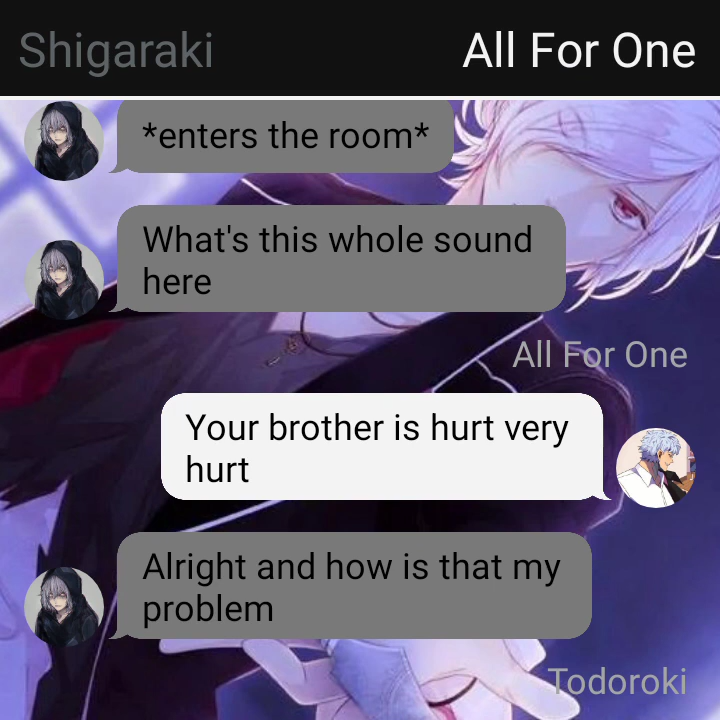 Shigaraki
All For One
*enters the room*
What's this whole sound
here
All For One
Your brother is hurt very
hurt
Alright and how is that my
problem
Todoroki